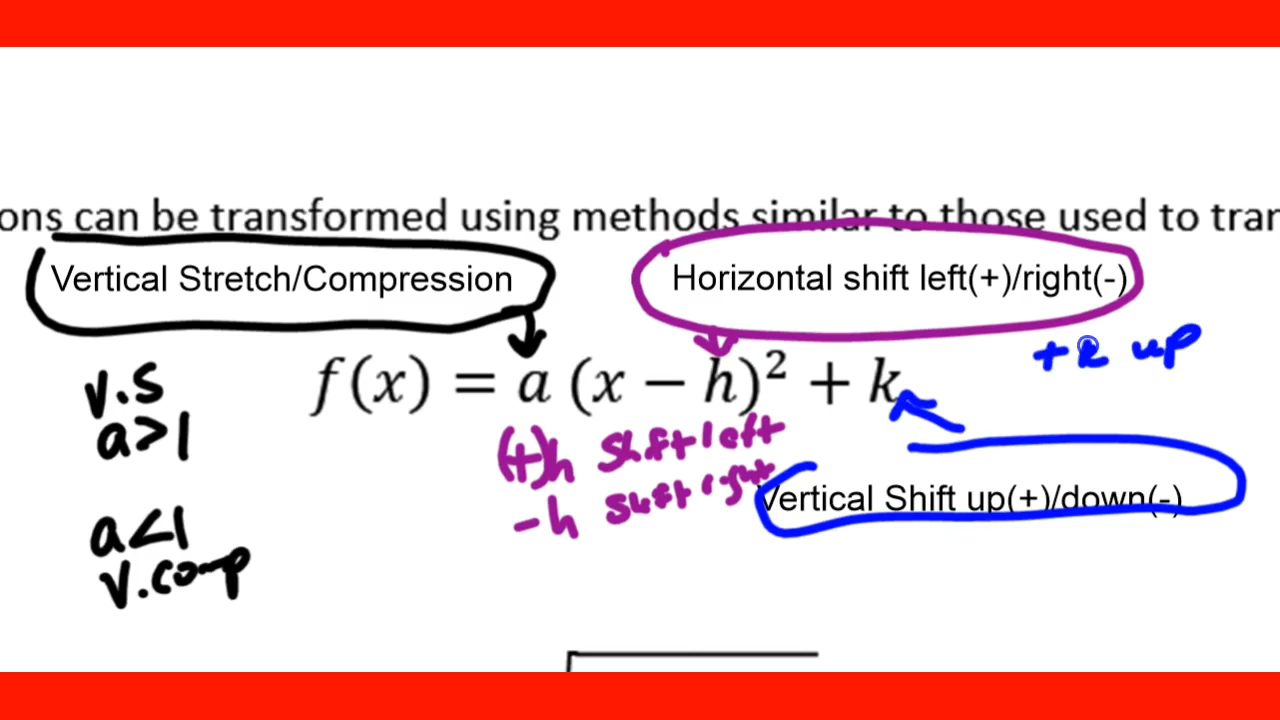 ons can be transformed using methods similar to those used to tran
Vertical Stretch/Compression
Horizontal shift left(+)/right(-)
+k up
f(x) = a (x − h)² + k
v.s
a>1
(+)h shift left
-h shift right
Vertical Shift up(+)/down(-)
a<1
v.comp